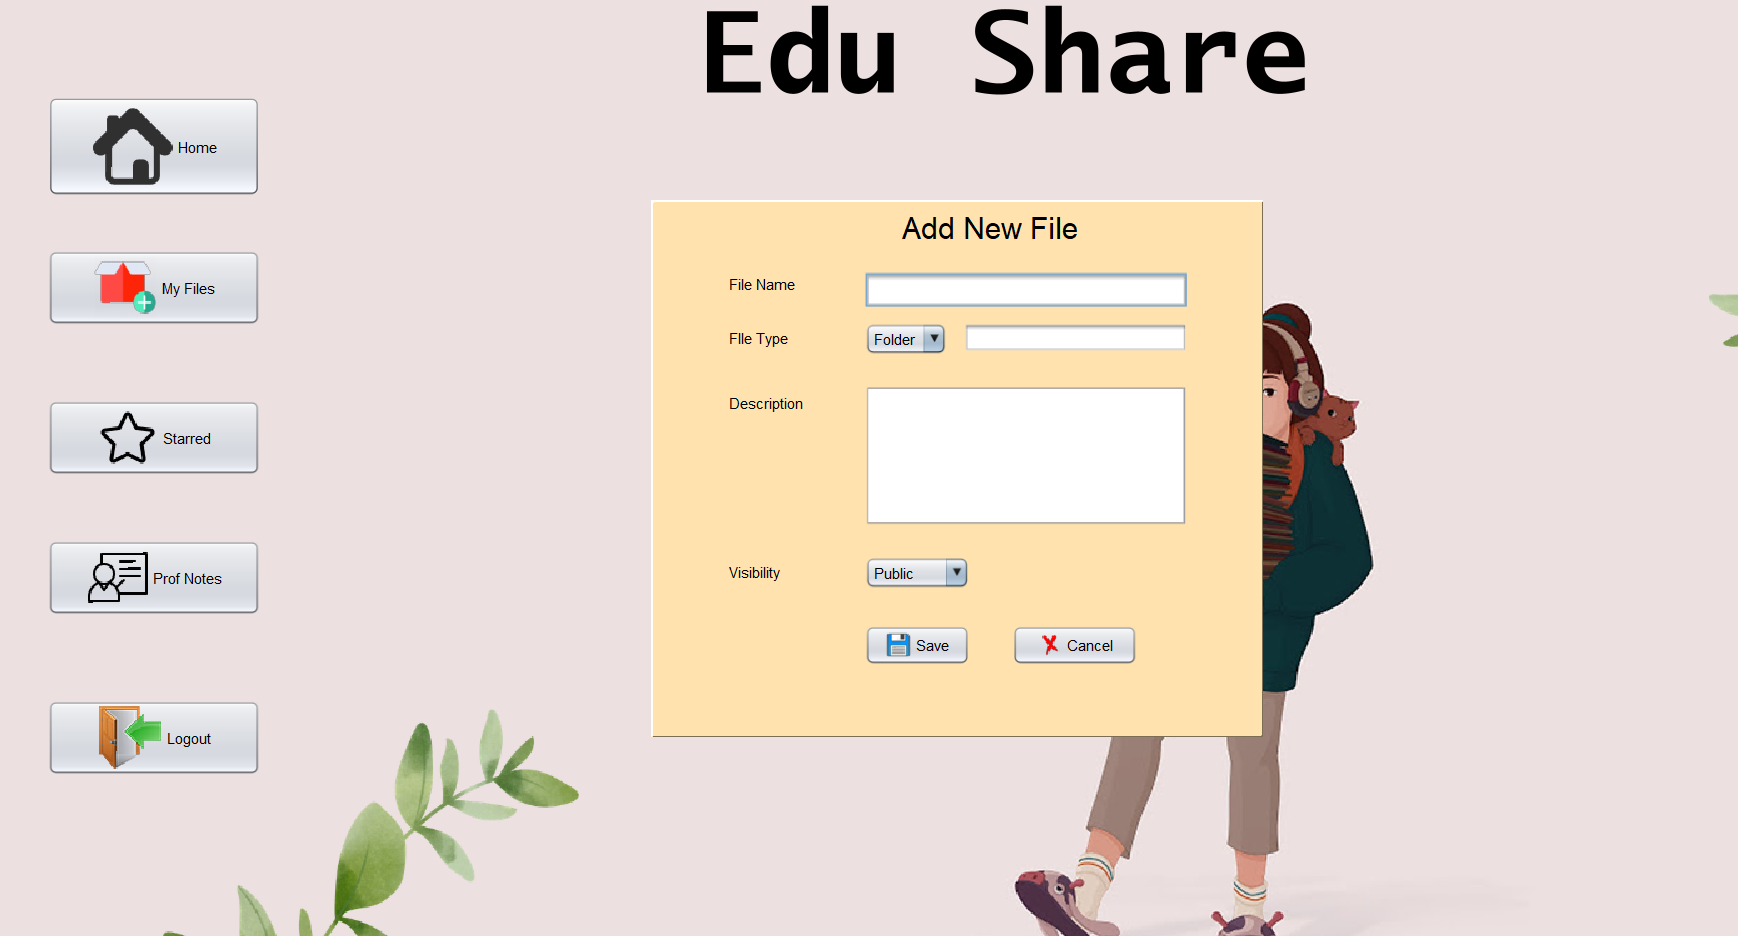 Edu Share
Home
My Files
Starred
Prof Notes
Logout
Add New File
File Name
FIle Type
Folder
Description
Visibility
Public
Save
Cancel